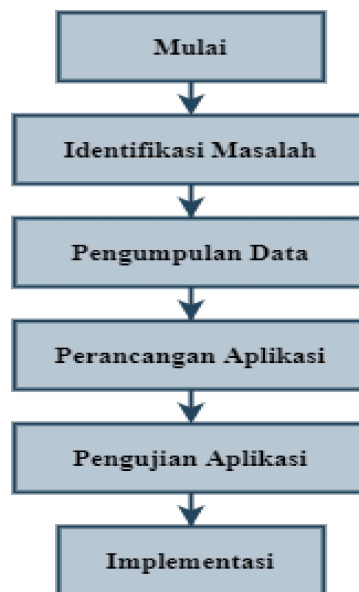 Mulai
Identifikasi Masalah
Pengumpulan Data
Perancangan Aplikasi
Pengujian Aplikasi
Implementasi